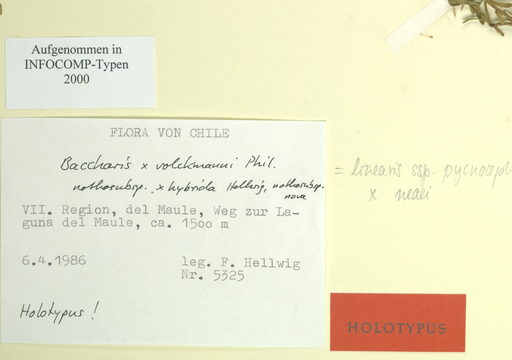 Aufgenommen in
INFOCOMP-Typen
2000
FLORA VON CHILE
Baccharis x volckmanni Phil.
nothosubsp. x hybrida Hellwig, nothosubsp.
nova
VII. Region, del Maule, Weg zur La-
guna del Maule, ca. 1500 m
6.4.1986
leg. F. Hellwig
Nr. 5325
Holotypus!
= linearis ssp. pycnoceph
x neaei
HOLOTYPUS